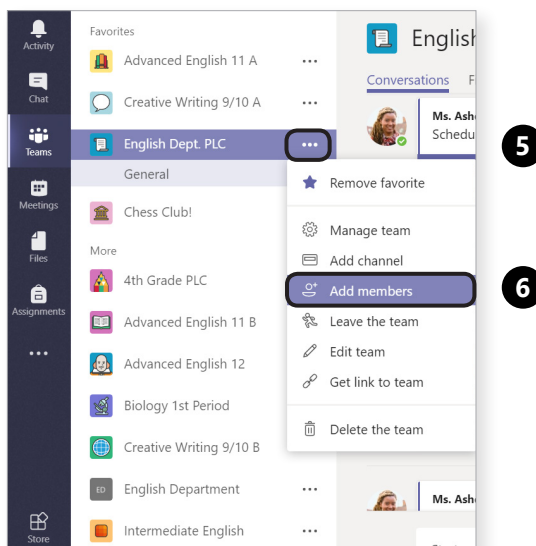 Activity
Chat
Teams
Meetings
Files
Assignments
Store
Favorites
Advanced English 11 A
Creative Writing 9/10 A
English Dept. PLC
General
Chess Club!
More
4th Grade PLC
Advanced English 11 B
Advanced English 12
Biology 1st Period
Creative Writing 9/10 B
ED English Department
Intermediate English
English
Conversations F
Ms. Ash
Schedu
Remove favorite
Manage team
Add channel
Add members
Leave the team
Edit team
Get link to team
Delete the team
Ms. Ash
5
6